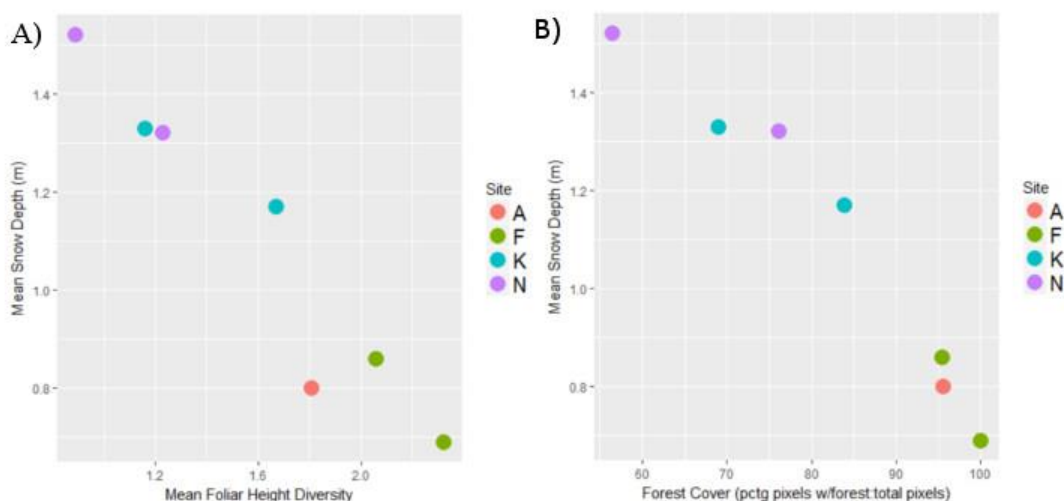 A)
Mean Snow Depth (m)
1.4
1.2
1.0
0.8
1.2
1.6
2.0
Mean Foliar Height Diversity
Site
A
F
K
N
B)
Mean Snow Depth (m)
1.4
1.2
1.0
0.8
60
70
80
90
100
Forest Cover (pctg pixels w/forest:total pixels)
Site
A
F
K
N